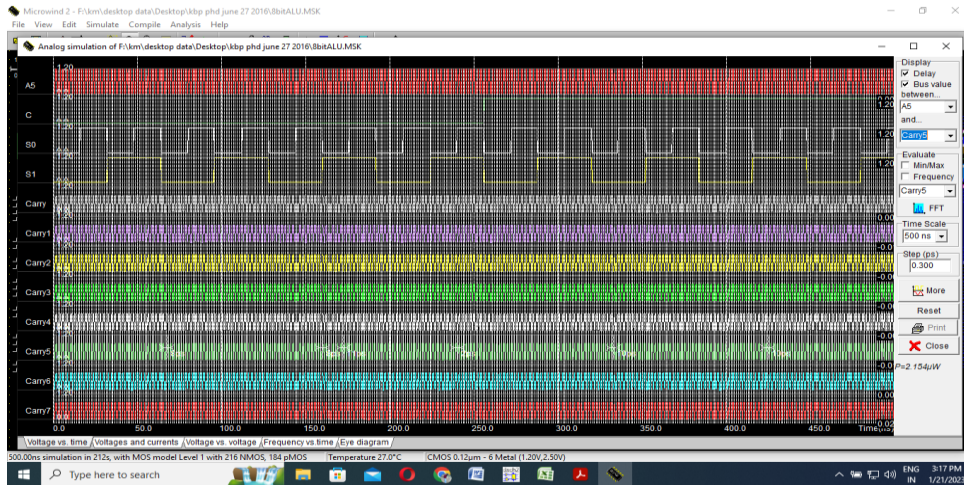 Microwind 2 - F:\km\desktop data\Desktop\kbp phd june 27 2016\8bitALU.MSK
File View Edit Simulate Compile Analysis Help
Analog simulation of F:\km\desktop data\Desktop\kbp phd june 27 2016\8bitALU.MSK
Display
Delay
Bus value
between...
A5
and...
Carry5
Evaluate
Min/Max
Frequency
Carry5
FFT
Time Scale
500 ns
Step (ps)
0.300
More
Reset
Print
Close
P=2.154µW
1.20
A5
C
S0
S1
Carry
Carry1
Carry2
Carry3
Carry4
Carry5
Carry6
Carry7
0.0 50.0 100.0 150.0 200.0 250.0 300.0 350.0 400.0 450.0
Voltage vs. time Voltages and currents Voltage vs. voltage Frequency vs.time Eye diagram
500.00ns simulation in 212s, with MOS model Level 1 with 216 NMOS, 184 pMOS Temperature 27.0°C CMOS 0.12µm - 6 Metal (1.20V,2.50V)
Type here to search
ENG 3:17 PM
IN 1/21/2023